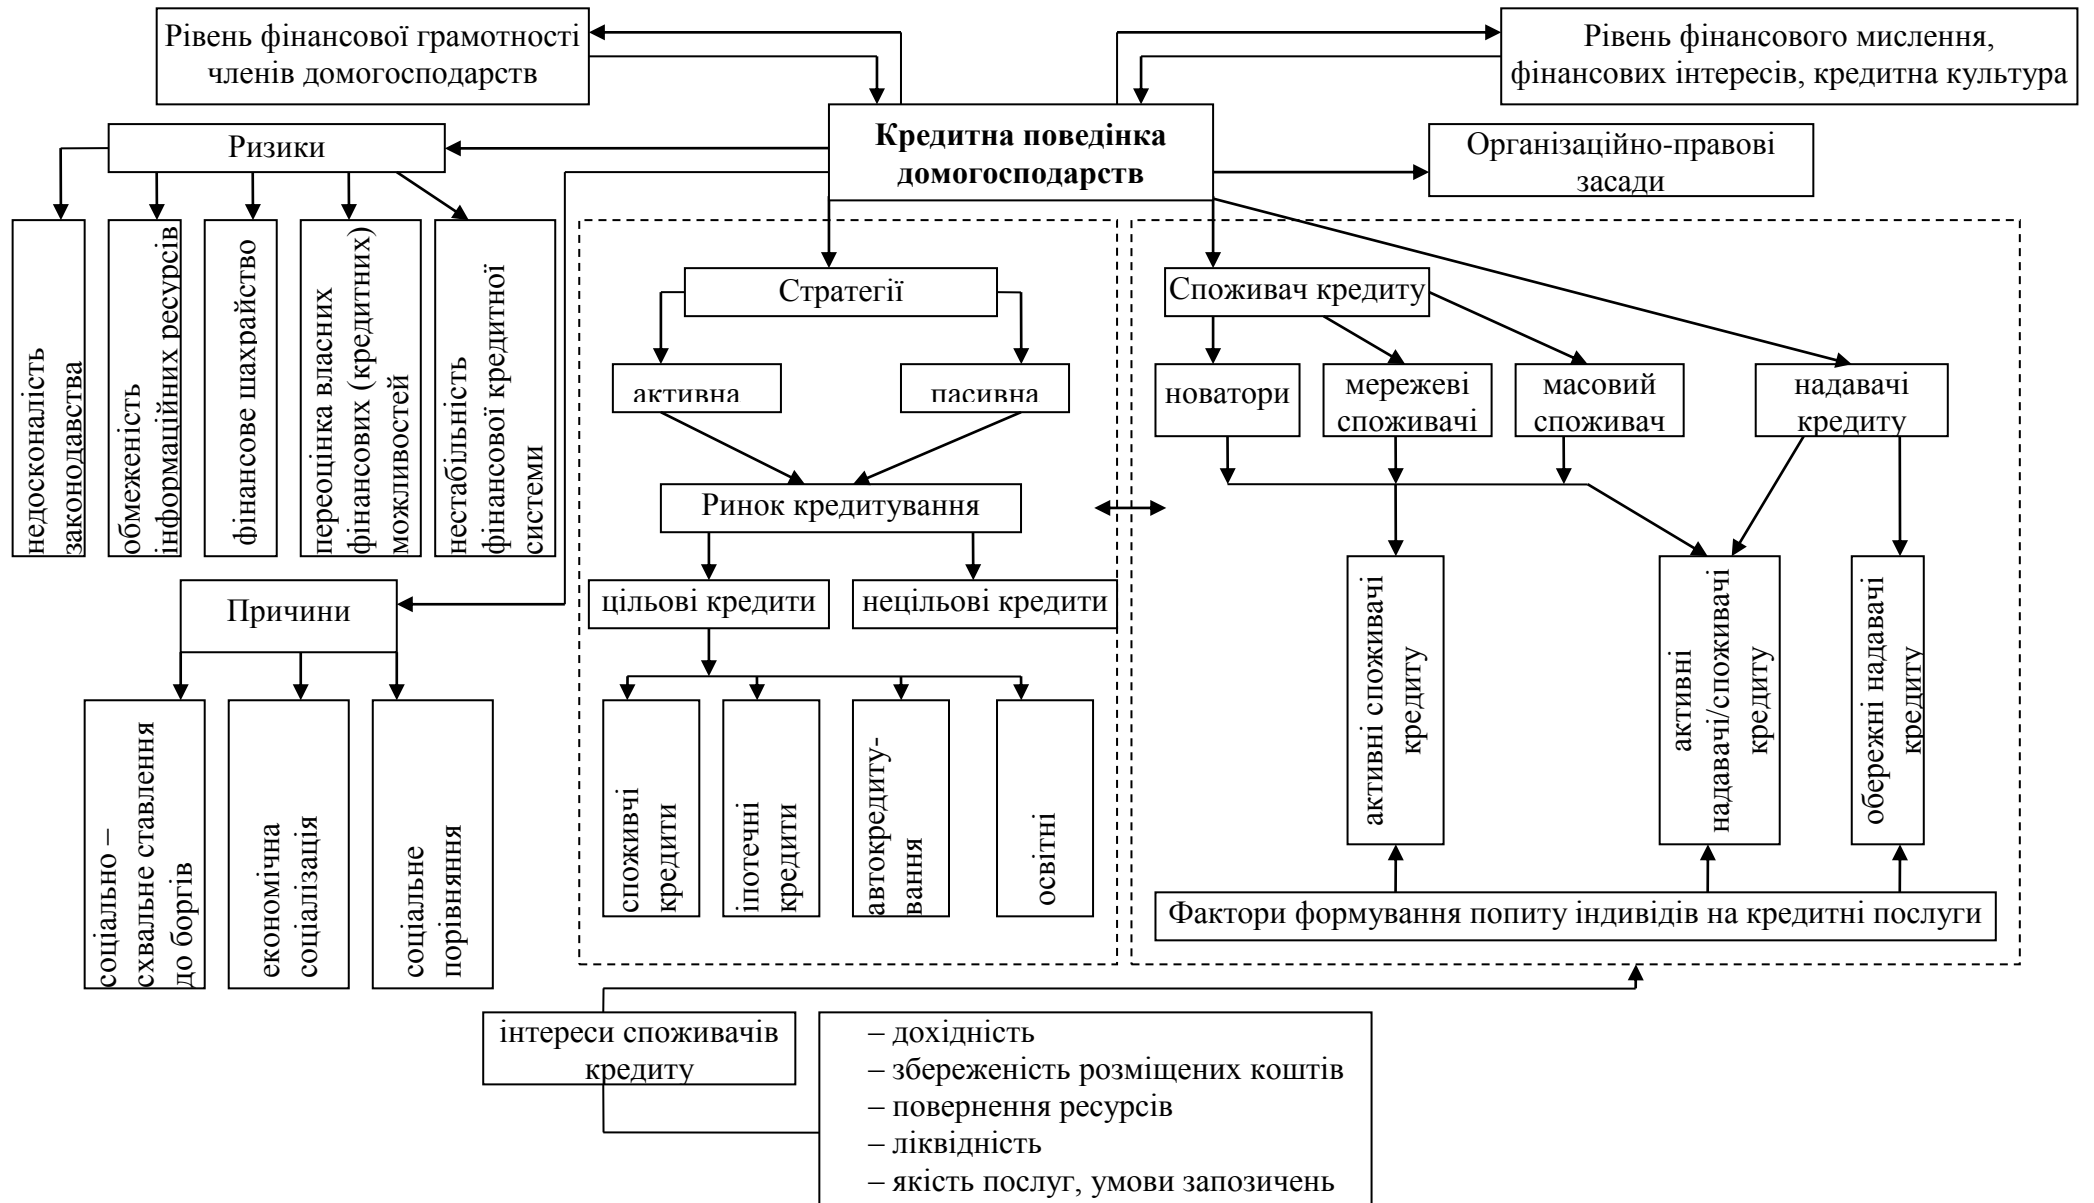 Рівень фінансової грамотності
членів домогосподарств
Рівень фінансового мислення,
фінансових інтересів, кредитна культура
Кредитна поведінка
домогосподарств
Ризики
Організаційно-правові
засади
недосконалість
законодавства
обмеженість
інформаційних ресурсів
фінансове шахрайство
переоцінка власних
фінансових (кредитних)
можливостей
нестабільність
фінансової кредитної
системи
Стратегії
активна
пасивна
Ринок кредитування
цільові кредити
нецільові кредити
споживчі
кредити
іпотечні
кредити
автокредиту-
вання
освітні
Споживач кредиту
новатори
мережеві
споживачі
масовий
споживач
надавачі
кредиту
активні споживачі
кредиту
активні
надавачі/споживачі
кредиту
обережні надавачі
кредиту
Фактори формування попиту індивідів на кредитні послуги
Причини
соціально –
схвальне ставлення
до боргів
економічна
соціалізація
соціальне
порівняння
інтереси споживачів
кредиту
– дохідність
– збереженість розміщених коштів
– повернення ресурсів
– ліквідність
– якість послуг, умови запозичень